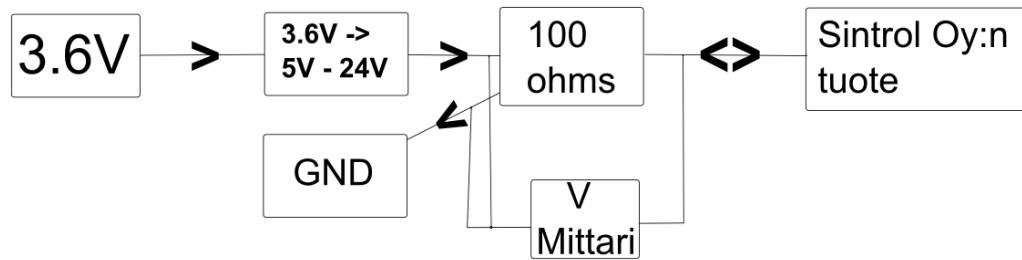 3.6V
>
3.6V ->
5V - 24V
>
100
ohms
<>
Sintrol Oy:n
tuote
<
GND
V
Mittari